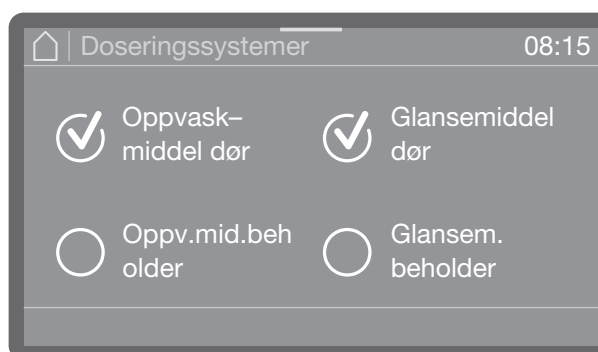 Doseringssystemer 08:15
Oppvask–
middel dør
Glansemiddel
dør
Oppv.mid.beh
older
Glansem.
beholder